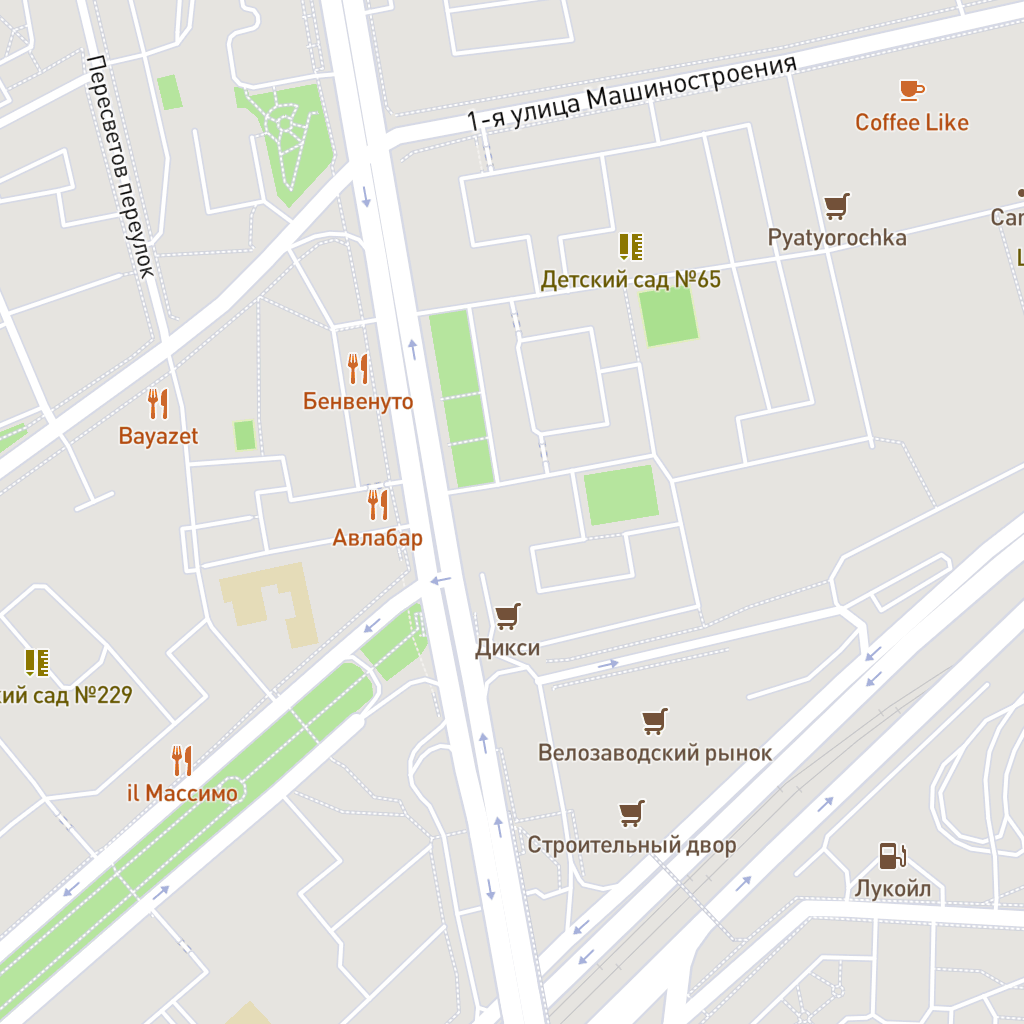 1-я улица Машиностроения
Пересветов переулок
Coffee Like
Pyatyorochka
Детский сад №65
Бенвенуто
Bayazet
Авлабар
Дикси
сад №229
Велозаводский рынок
il Массимо
Строительный двор
Лукойл